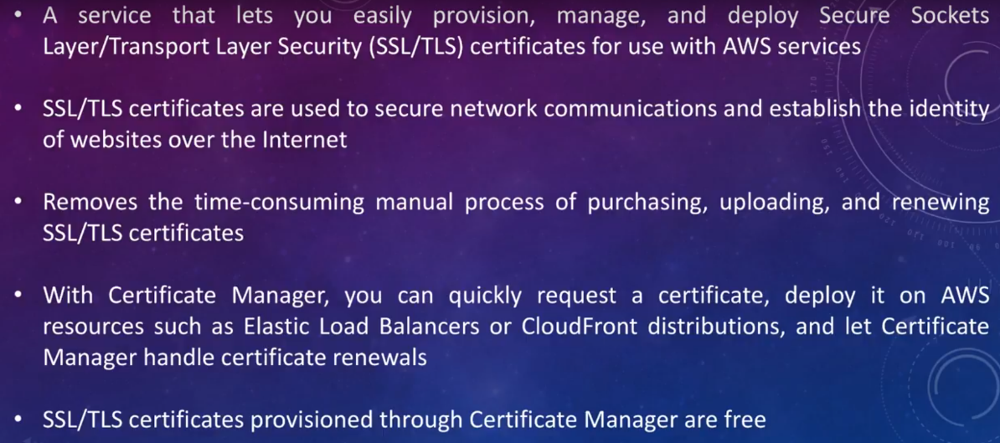 • A service that lets you easily provision, manage, and deploy Secure Sockets
Layer/Transport Layer Security (SSL/TLS) certificates for use with AWS services
• SSL/TLS certificates are used to secure network communications and establish the identity
of websites over the Internet
• Removes the time-consuming manual process of purchasing, uploading, and renewing
SSL/TLS certificates
• With Certificate Manager, you can quickly request a certificate, deploy it on AWS
resources such as Elastic Load Balancers or CloudFront distributions, and let Certificate
Manager handle certificate renewals
• SSL/TLS certificates provisioned through Certificate Manager are free